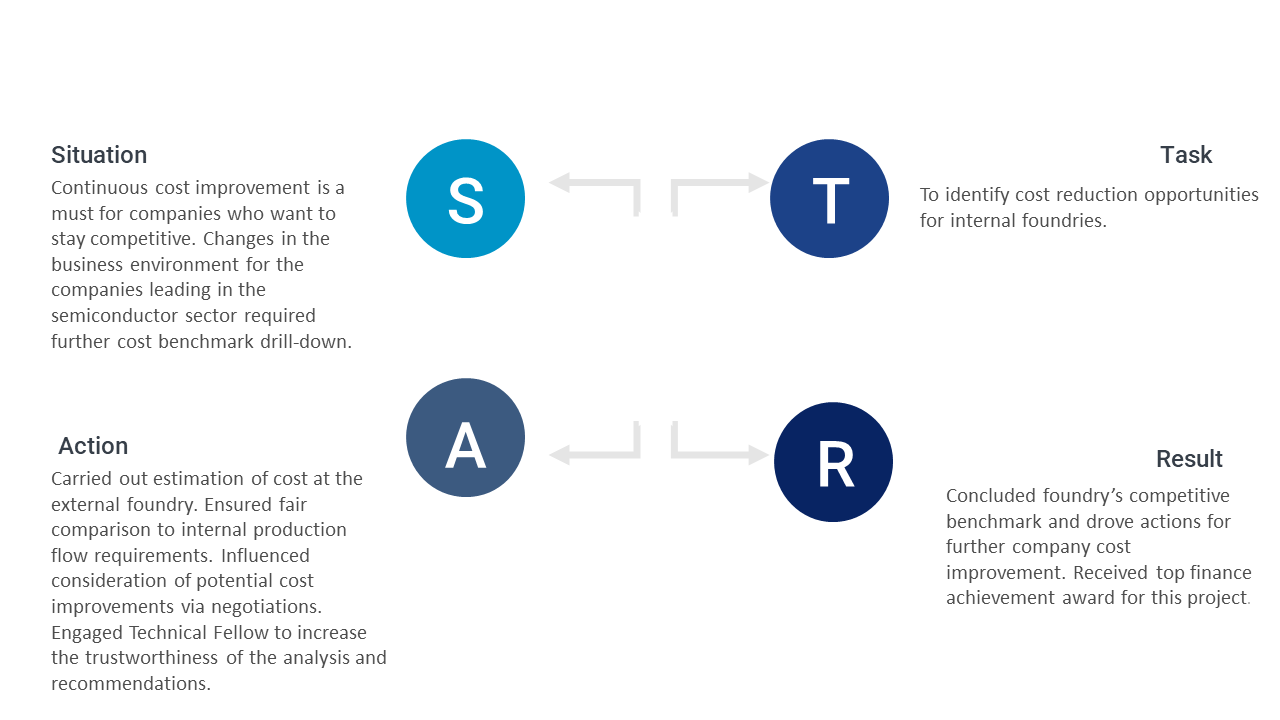 Situation
Continuous cost improvement is a
must for companies who want to
stay competitive. Changes in the
business environment for the
companies leading in the
semiconductor sector required
further cost benchmark drill-down.
S
T
Task
To identify cost reduction opportunities
for internal foundries.
Action
Carried out estimation of cost at the
external foundry. Ensured fair
comparison to internal production
flow requirements. Influenced
consideration of potential cost
improvements via negotiations.
Engaged Technical Fellow to increase
the trustworthiness of the analysis and
recommendations.
A
R
Result
Concluded foundry’s competitive
benchmark and drove actions for
further company cost
improvement. Received top finance
achievement award for this project.